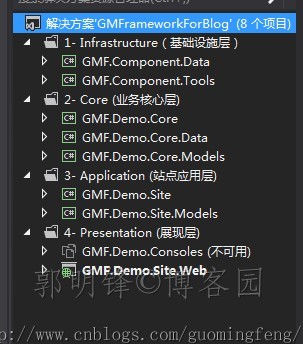 解决方案'GMFrameworkForBlog' (8 个项目)
1- Infrastructure ( 基础设施层 )
GMF.Component.Data
GMF.Component.Tools
2- Core (业务核心层)
GMF.Demo.Core
GMF.Demo.Core.Data
GMF.Demo.Core.Models
3- Application (站点应用层)
GMF.Demo.Site
GMF.Demo.Site.Models
4- Presentation (展现层)
GMF.Demo.Consoles (不可用)
GMF.Demo.Site.Web
郭明锋©博客园
http://www.cnblogs.com/guomingfeng/